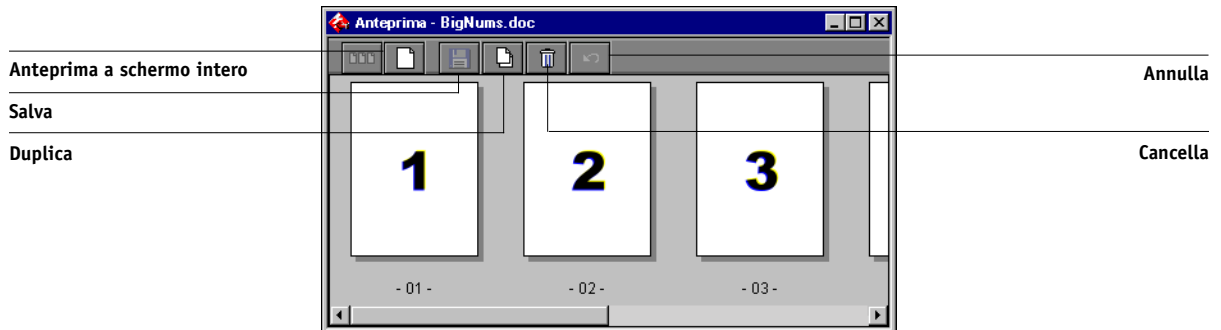 Anteprima - BigNums.doc
Anteprima a schermo intero
Annulla
Salva
Duplica
Cancella
1 2 3
- 01 - - 02 - - 03 -